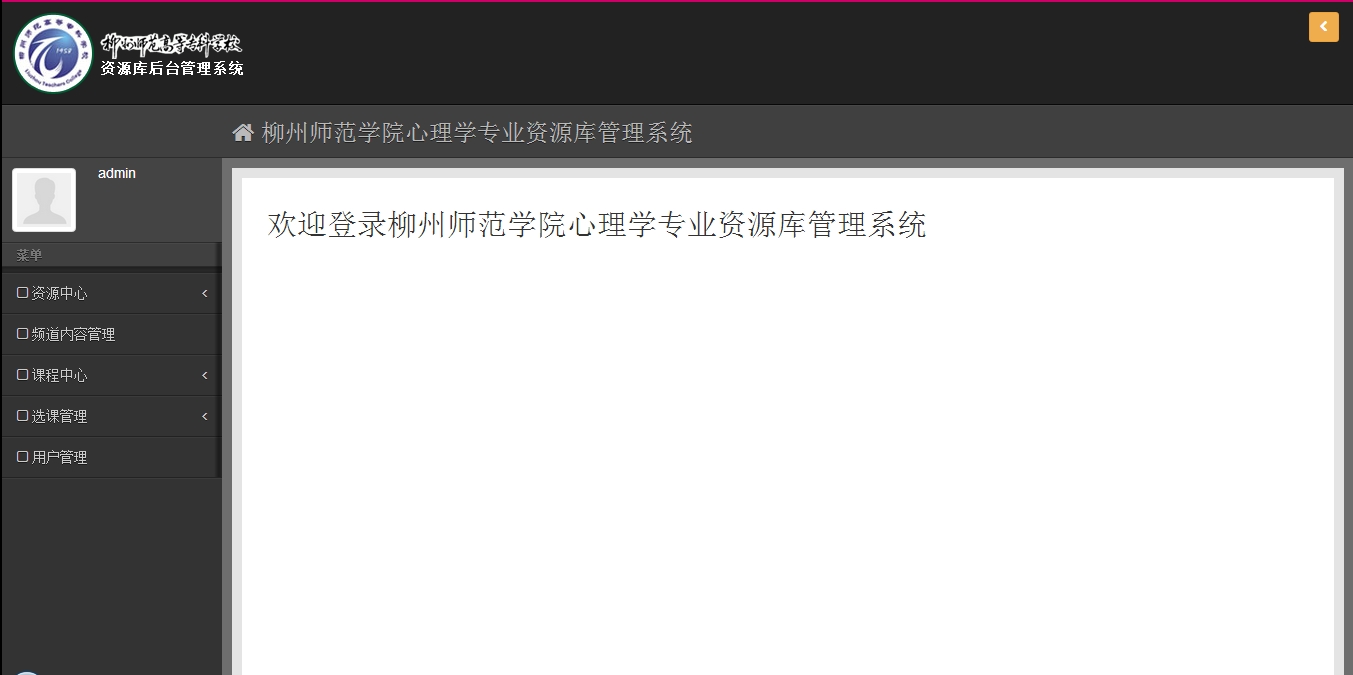 柳州师范高等专科学校
资源库后台管理系统
柳州师范学院心理学专业资源库管理系统
admin
菜单
资源中心
频道内容管理
课程中心
选课管理
用户管理
欢迎登录柳州师范学院心理学专业资源库管理系统
1958
Liuzhou Teachers College